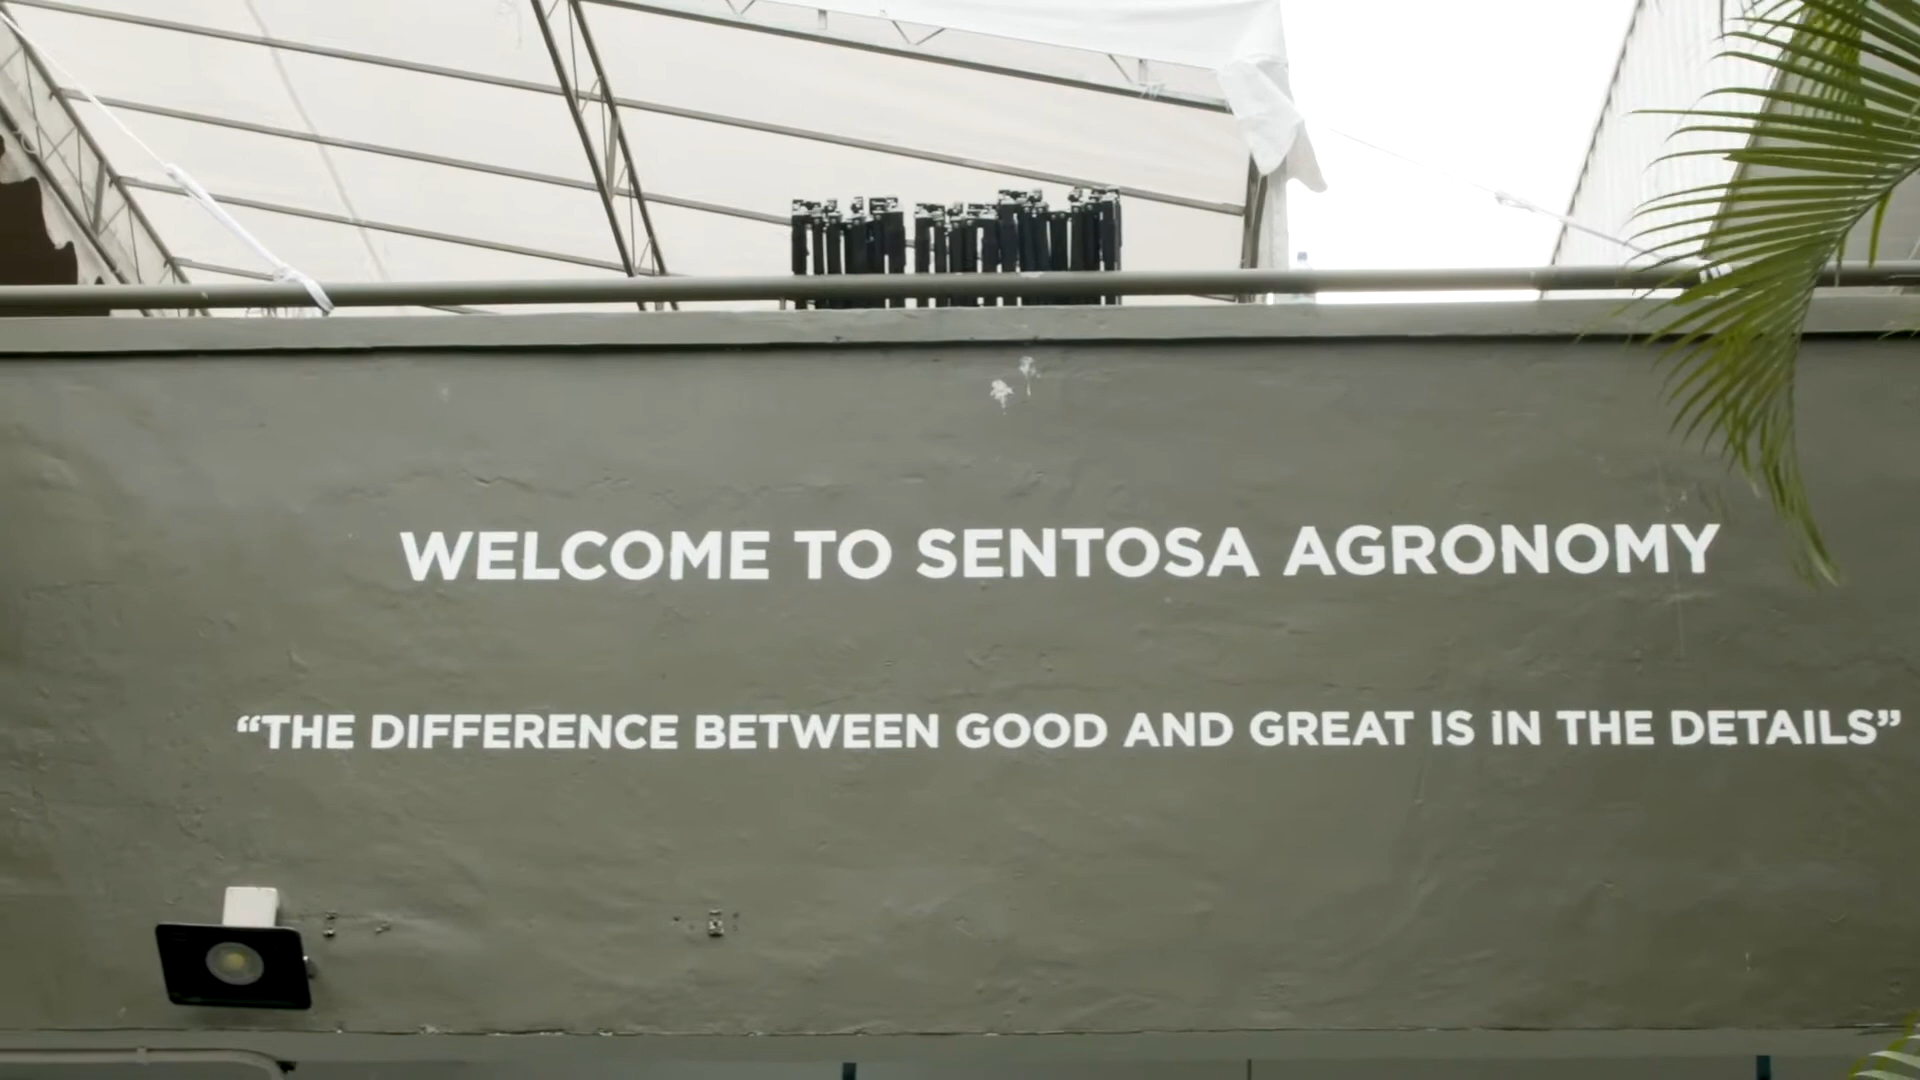 WELCOME TO SENTOSA AGRONOMY
“THE DIFFERENCE BETWEEN GOOD AND GREAT IS IN THE DETAILS”